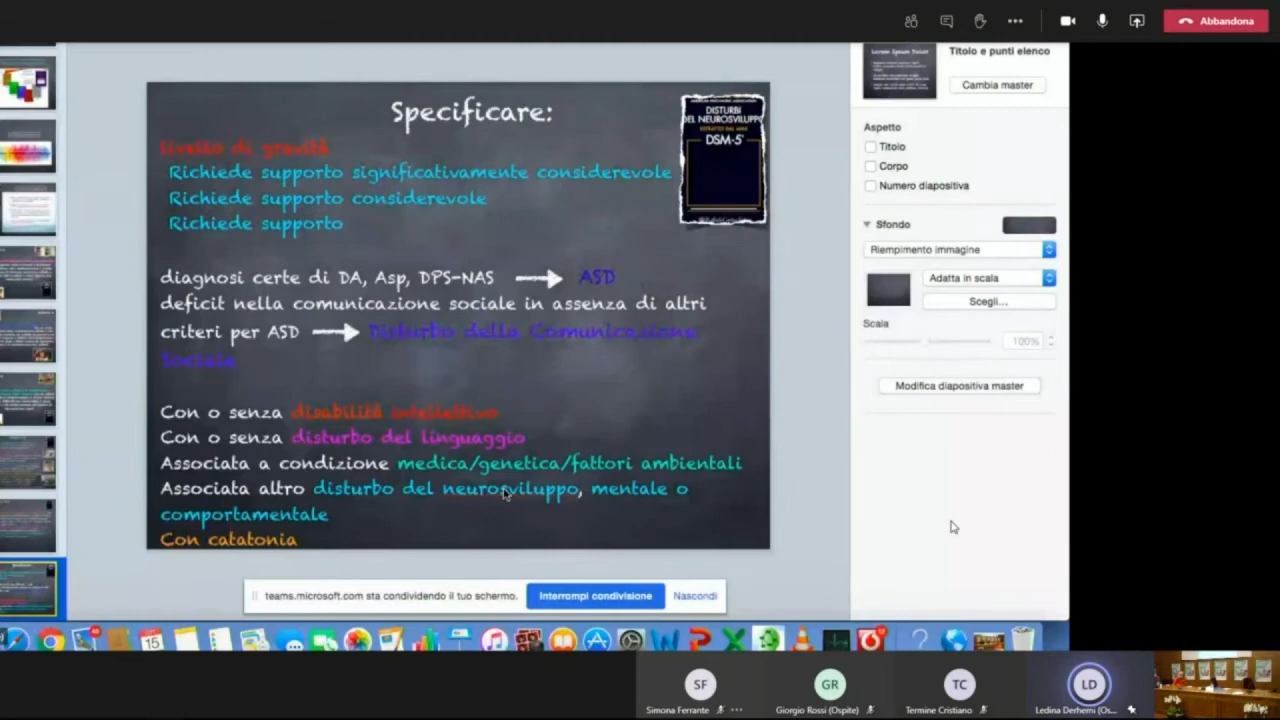 Abbandona
Titolo e punti elenco
Cambia master
Aspetto
Titolo
Corpo
Numero diapositiva
Sfondo
Riempimento immagine
Adatta in scala
Scegli...
Scala
100%
Modifica diapositiva master
Specificare:
DISTURBI
DEL NEUROSVILUPPO
DSM-5
livello di gravità
Richiede supporto significativamente considerevole
Richiede supporto considerevole
Richiede supporto
diagnosi certe di DA, Asp, DPS-NAS ASD
deficit nella comunicazione sociale in assenza di altri
criteri per ASD Disturbo della Comunicazione
Sociale
Con o senza disabilità intellettivo
Con o senza disturbo del linguaggio
Associata a condizione medica/genetica/fattori ambientali
Associata altro disturbo del neurosviluppo, mentale o
comportamentale
Con catatonia
teams.microsoft.com sta condividendo il tuo schermo. Interrompi condivisione Nascondi
15
SF
Simona Ferrante
GR
Giorgio Rossi (Ospite)
TC
Termine Cristiano
LD
Ledina Derhemi (Os...